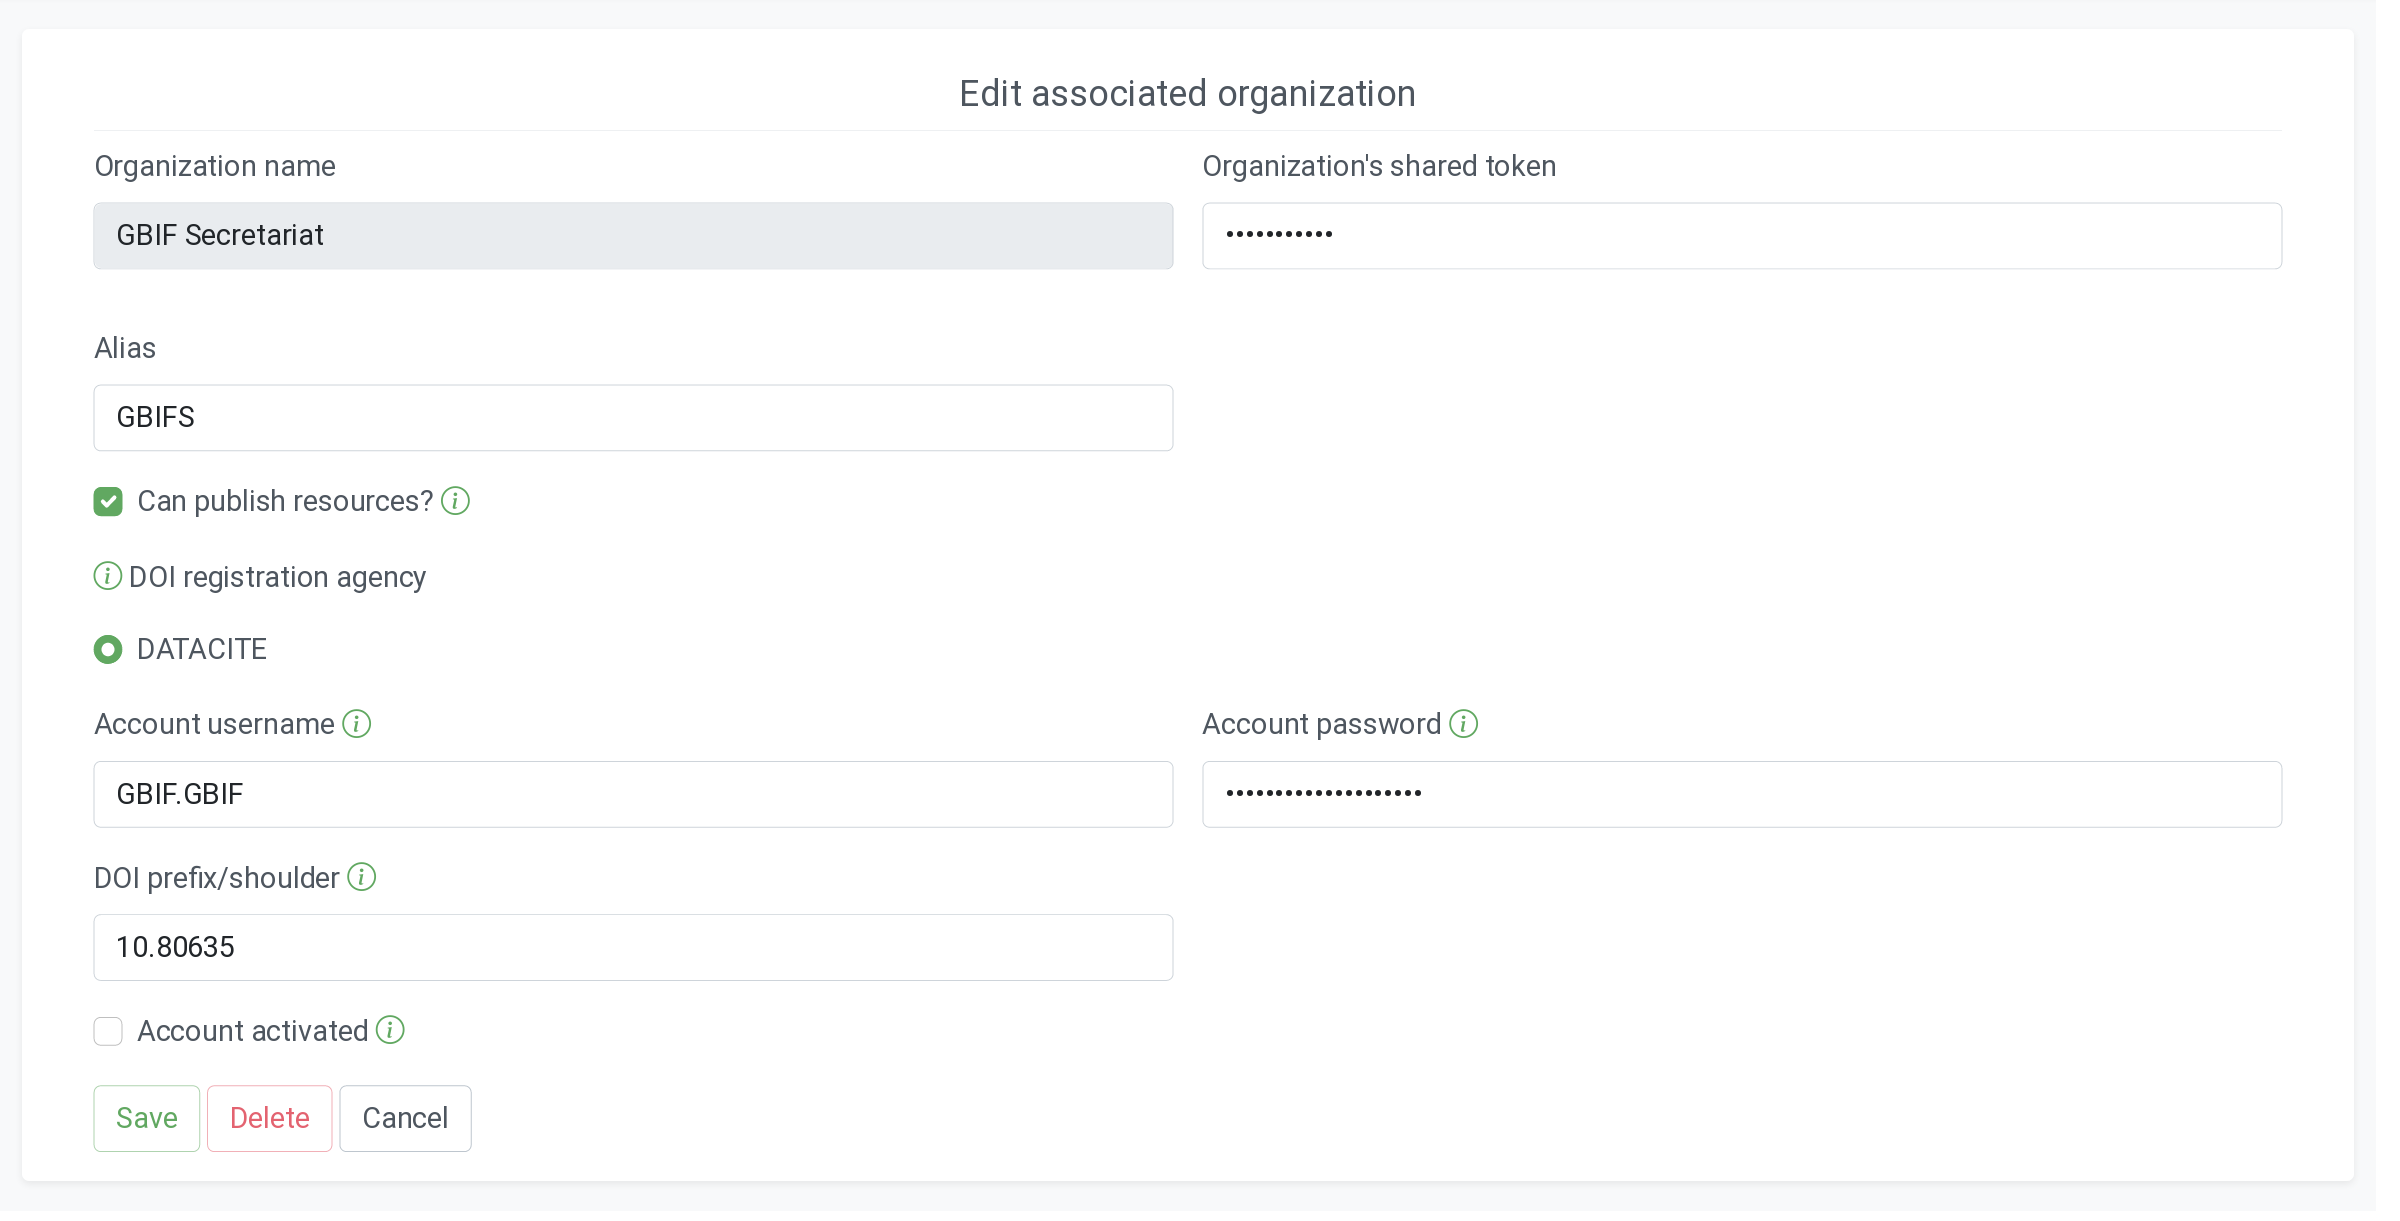 Edit associated organization
Organization name
Organization's shared token
GBIF Secretariat
•••••••••••
Alias
GBIFS
Can publish resources?
DOI registration agency
DATACITE
Account username
Account password
GBIF.GBIF
••••••••••••••••••••
DOI prefix/shoulder
10.80635
Account activated
Save Delete Cancel